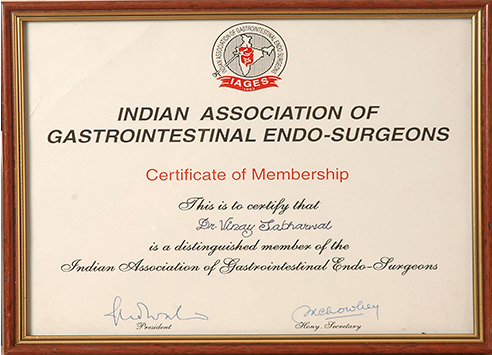 INDIAN ASSOCIATION OF GASTROINTESTINAL ENDO-SURGEONS
IAGES
1993
INDIAN ASSOCIATION OF
GASTROINTESTINAL ENDO-SURGEONS
Certificate of Membership
This is to certify that
Dr Vinay Sabharwal
is a distinguished member of the
Indian Association of Gastrointestinal Endo-Surgeons
President
Hony. Secretary